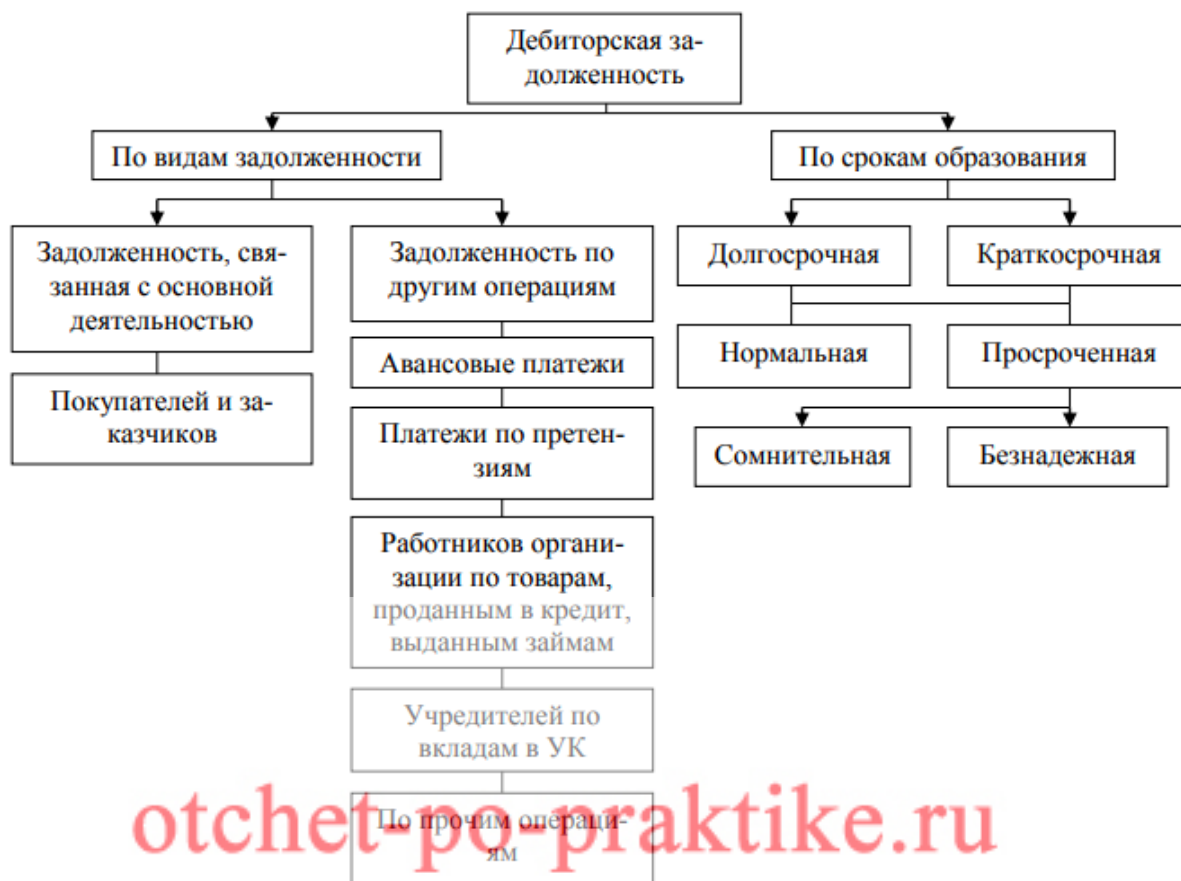 Дебиторская за-
долженность
По видам задолженности
По срокам образования
Задолженность, свя-
занная с основной
деятельностью
Задолженность по
другим операциям
Долгосрочная
Краткосрочная
Авансовые платежи
Нормальная
Просроченная
Покупателей и за-
казчиков
Платежи по претен-
зиям
Сомнительная
Безнадежная
Работников органи-
зации по товарам,
проданным в кредит,
выданным займам
Учредителей по
вкладам в УК
По прочим операци-
ям
otchet-po-praktike.ru